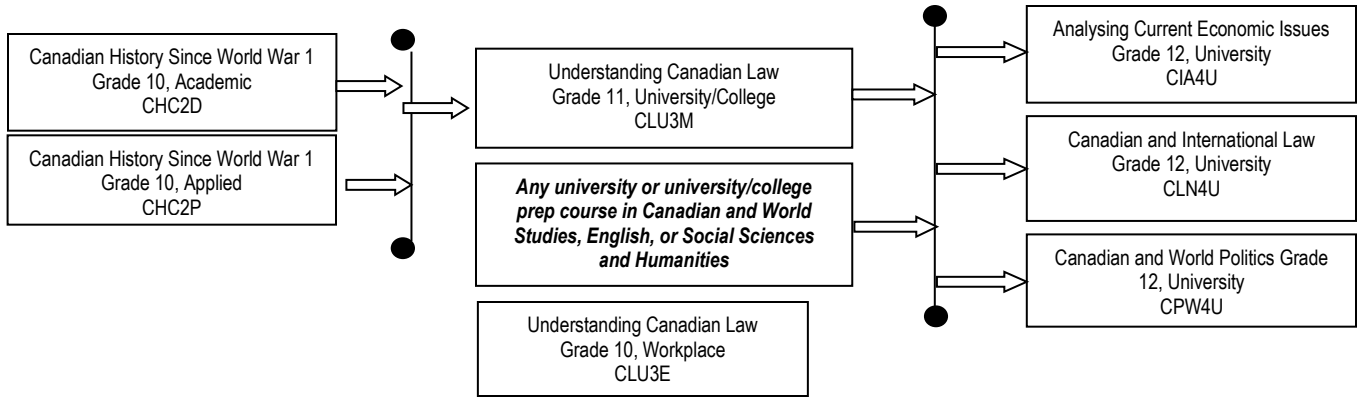 Canadian History Since World War 1
Grade 10, Academic
CHC2D
Canadian History Since World War 1
Grade 10, Applied
CHC2P
Understanding Canadian Law
Grade 11, University/College
CLU3M
Any university or university/college
prep course in Canadian and World
Studies, English, or Social Sciences
and Humanities
Understanding Canadian Law
Grade 10, Workplace
CLU3E
Analysing Current Economic Issues
Grade 12, University
CIA4U
Canadian and International Law
Grade 12, University
CLN4U
Canadian and World Politics Grade
12, University
CPW4U